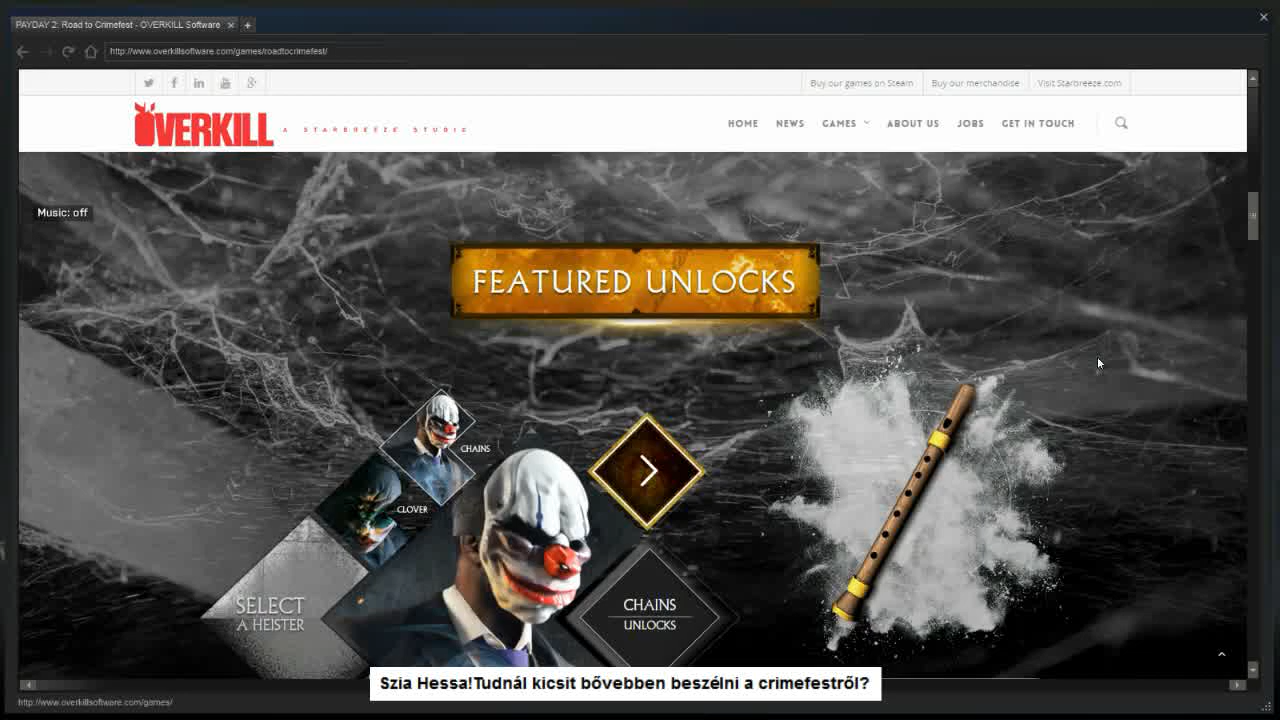 PAYDAY 2: Road to Crimefest - OVERKILL Software
http://www.overkillsoftware.com/games/roadtocrimefest/
Buy our games on Steam
Buy our merchandise
Visit Starbreeze.com
OVERKILL A STARBREEZE STUDIO
HOME NEWS GAMES ABOUT US JOBS GET IN TOUCH
Music: off
FEATURED UNLOCKS
CHAINS
CLOVER
SELECT
A HEISTER
CHAINS
UNLOCKS
Szia Hessa!Tudnál kicsit bővebben beszélni a crimefestről?
http://www.overkillsoftware.com/games/